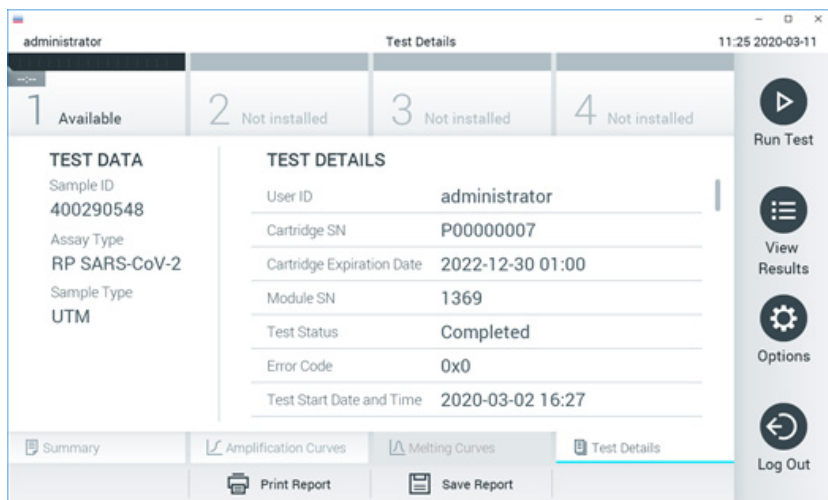 administrator Test Details 11:25 2020-03-11
--:--
1 Available 2 Not installed 3 Not installed 4 Not installed
Run Test
View
Results
Options
Log Out
TEST DATA
Sample ID
400290548
Assay Type
RP SARS-CoV-2
Sample Type
UTM
TEST DETAILS
User ID administrator
Cartridge SN P00000007
Cartridge Expiration Date 2022-12-30 01:00
Module SN 1369
Test Status Completed
Error Code 0x0
Test Start Date and Time 2020-03-02 16:27
Summary Amplification Curves Melting Curves Test Details
Print Report Save Report